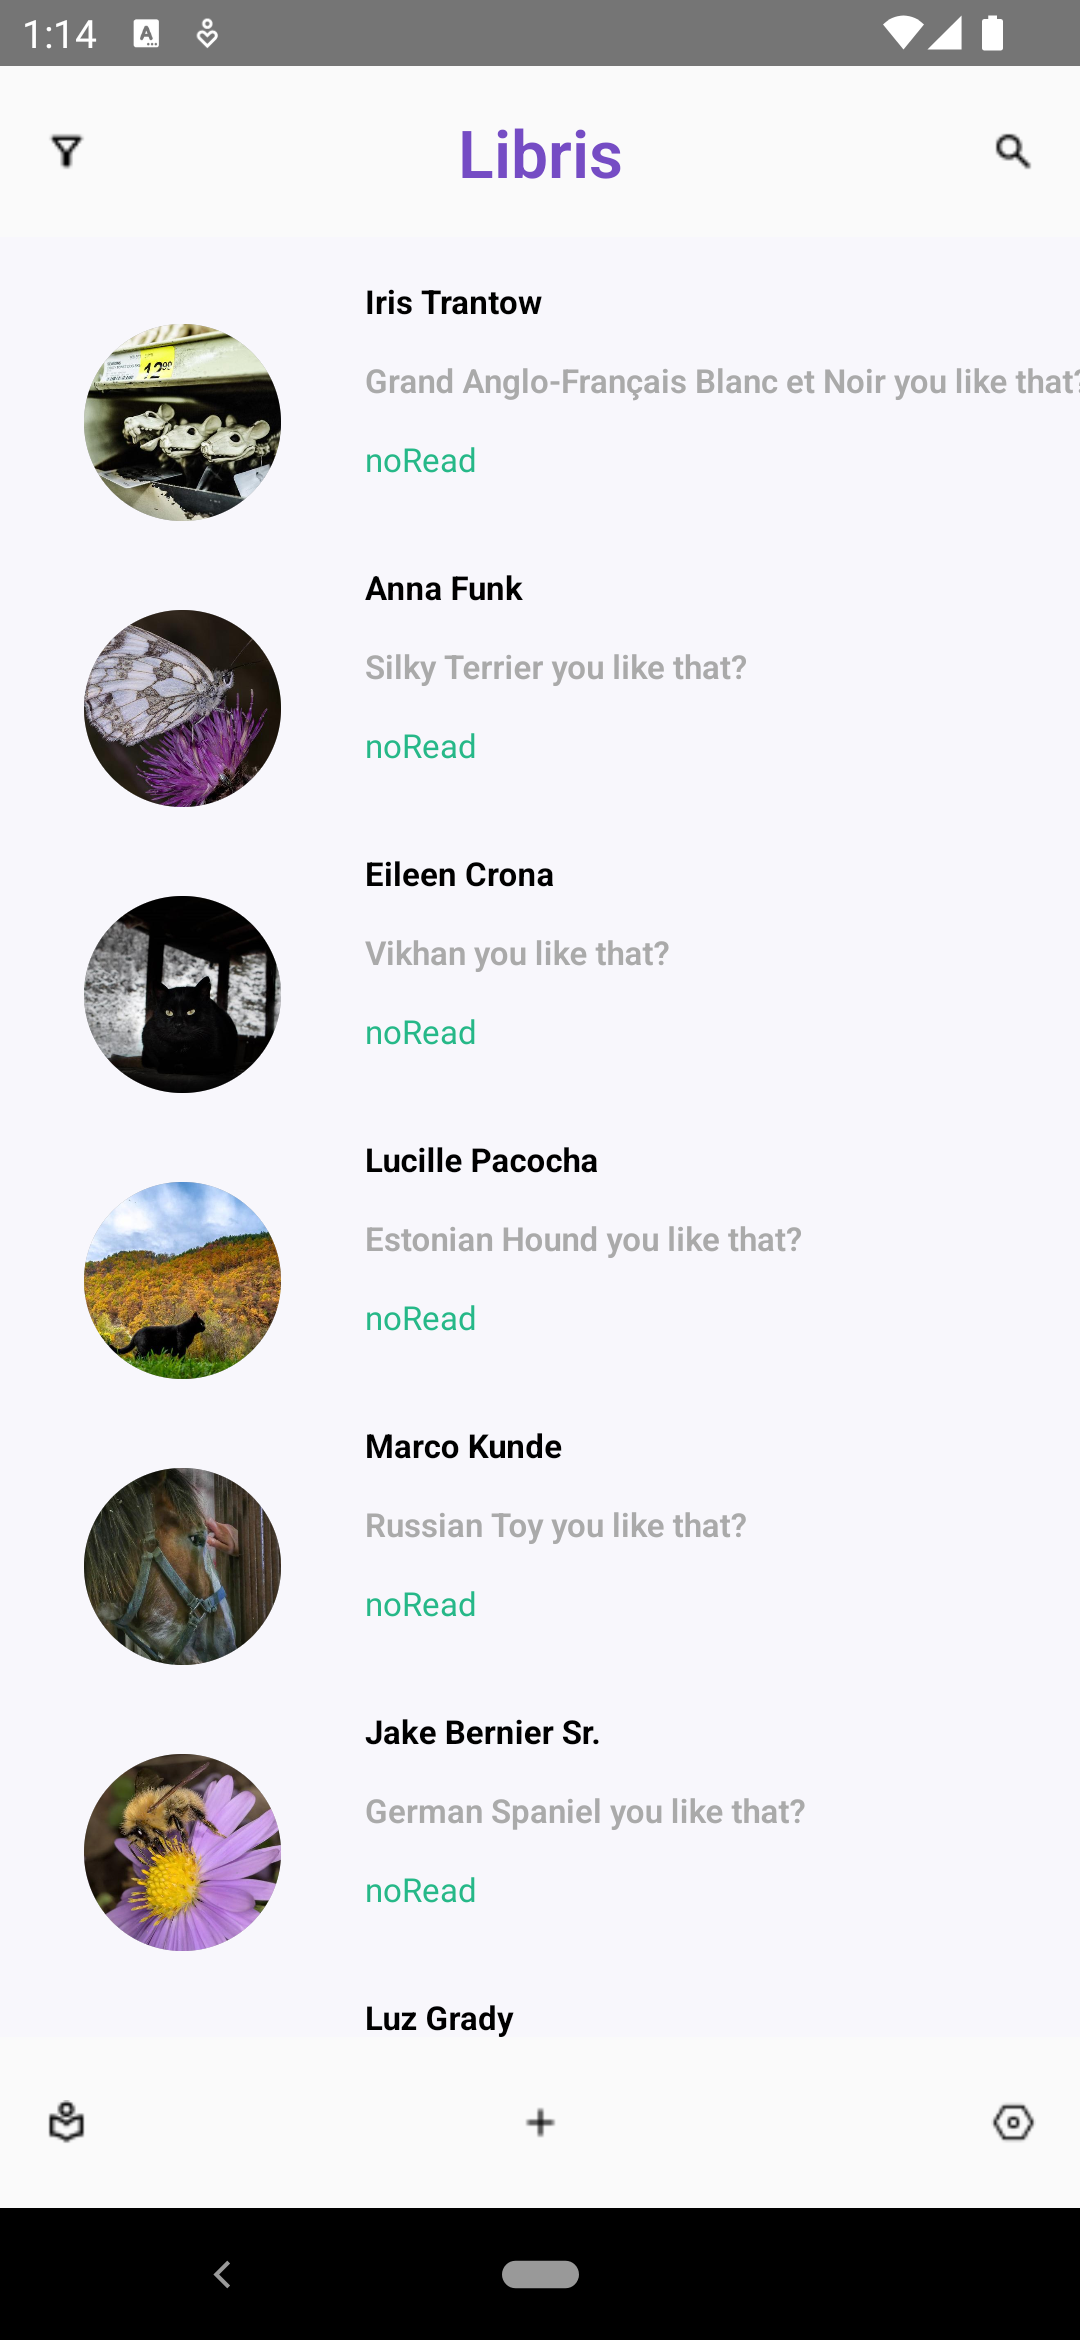 1:14
Libris
Iris Trantow
Grand Anglo-Français Blanc et Noir you like that?
noRead
Anna Funk
Silky Terrier you like that?
noRead
Eileen Crona
Vikhan you like that?
noRead
Lucille Pacocha
Estonian Hound you like that?
noRead
Marco Kunde
Russian Toy you like that?
noRead
Jake Bernier Sr.
German Spaniel you like that?
noRead
Luz Grady